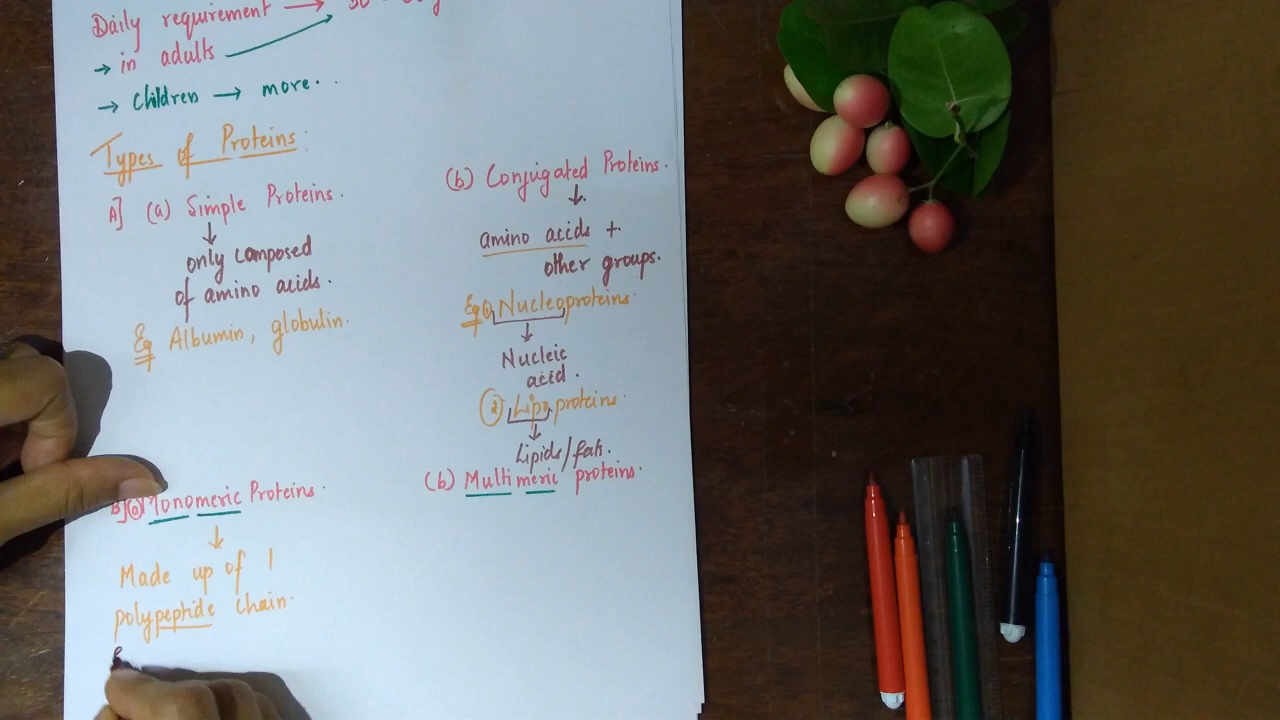 Daily requirement →
→ in adults
→ Children → more.
Types of Proteins:
A] (a) Simple Proteins.
↓
only composed
of amino acids.
Eg Albumin, globulin.
(b) Conjugated Proteins.
↓
amino acids +
other groups.
Eg ① Nucleoproteins.
↓
Nucleic
acid.
② Lipoproteins.
↓
Lipids/fats.
B] (a) Monomeric Proteins.
↓
Made up of 1
polypeptide chain.
(b) Multimeric proteins.